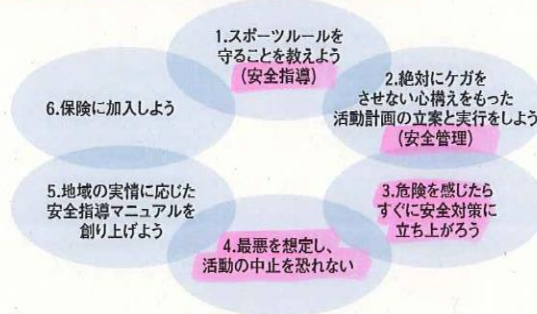 1.スポーツルールを
守ることを教えよう
(安全指導)
2.絶対にケガを
させない心構えをもった
活動計画の立案と実行をしよう
(安全管理)
3.危険を感じたら
すぐに安全対策に
立ち上がろう
4.最悪を想定し、
活動の中止を恐れない
5.地域の実情に応じた
安全指導マニュアルを
創り上げよう
6.保険に加入しよう